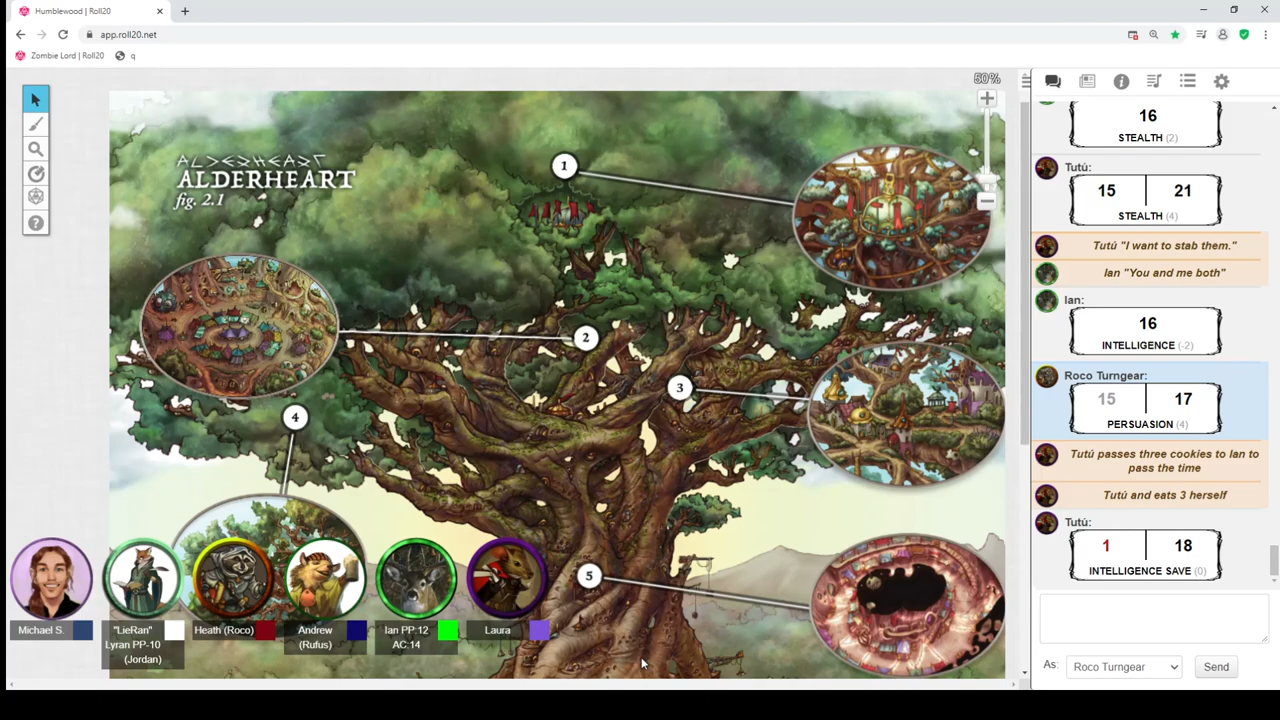 Humblewood | Roll20
app.roll20.net
Zombie Lord | Roll20
q
50%
ALDERHEART
fig. 2.1
1
2
3
4
5
Michael S.
"LieRan"
Lyran PP-10
(Jordan)
Heath (Roco)
Andrew
(Rufus)
Ian PP:12
AC:14
Laura
16
STEALTH (2)
Tutú:
15 21
STEALTH (4)
Tutú "I want to stab them."
Ian "You and me both"
Ian:
16
INTELLIGENCE (-2)
Roco Turngear:
15 17
PERSUASION (4)
Tutú passes three cookies to Ian to
pass the time
Tutú and eats 3 herself
Tutú:
1 18
INTELLIGENCE SAVE (0)
As: Roco Turngear Send